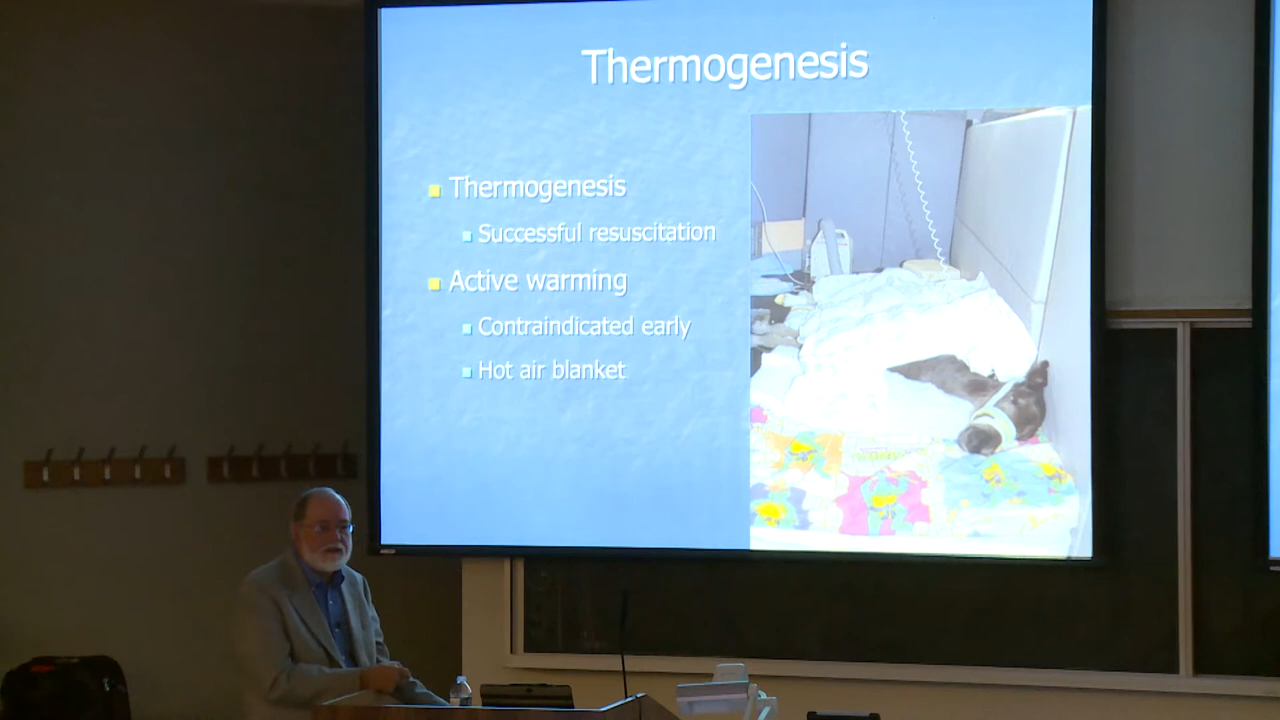 Thermogenesis
Thermogenesis
Successful resuscitation
Active warming
Contraindicated early
Hot air blanket